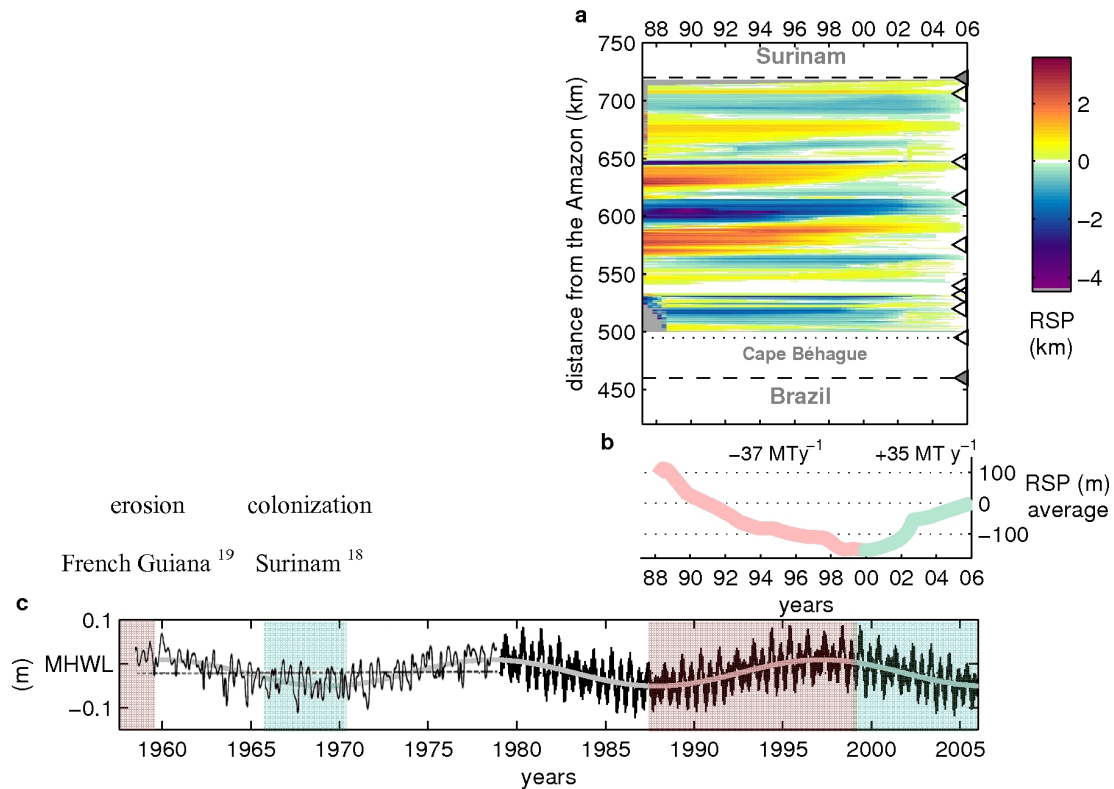 a
88 90 92 94 96 98 00 02 04 06
750
700
650
600
550
500
450
distance from the Amazon (km)
Surinam
Cape Béhague
Brazil
2
0
−2
−4
RSP
(km)
b
−37 MTy−1
+35 MT y−1
100
0
−100
RSP (m)
average
88 90 92 94 96 98 00 02 04 06
years
erosion colonization
French Guiana 19 Surinam 18
c
0.1
MHWL
−0.1
(m)
1960 1965 1970 1975 1980 1985 1990 1995 2000 2005
years